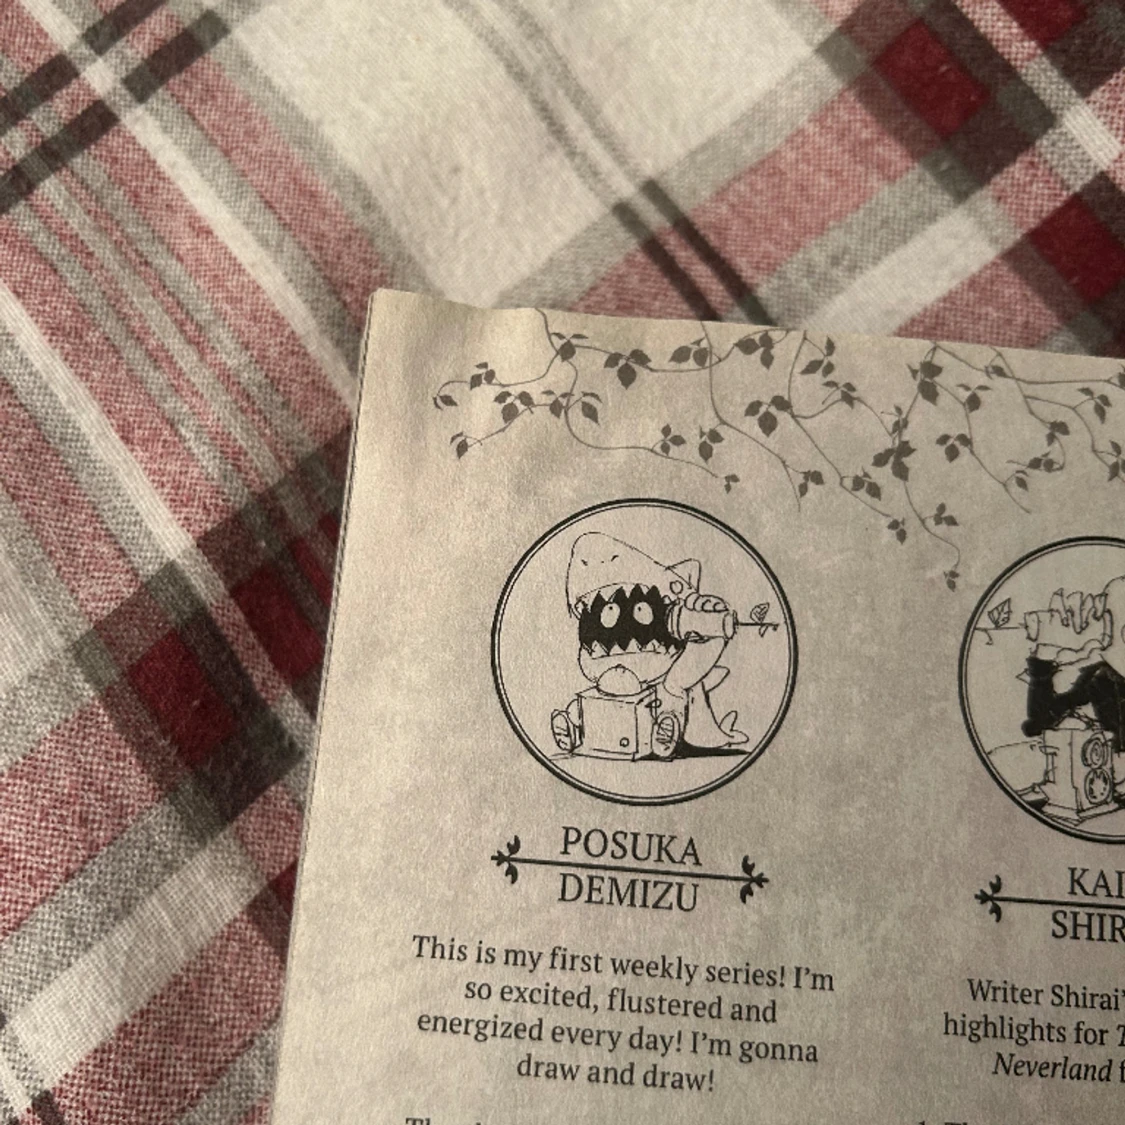 POSUKA
DEMIZU
This is my first weekly series! I'm
so excited, flustered and
energized every day! I'm gonna
draw and draw!
KAI
SHIR
Writer Shirai'
highlights for
Neverland